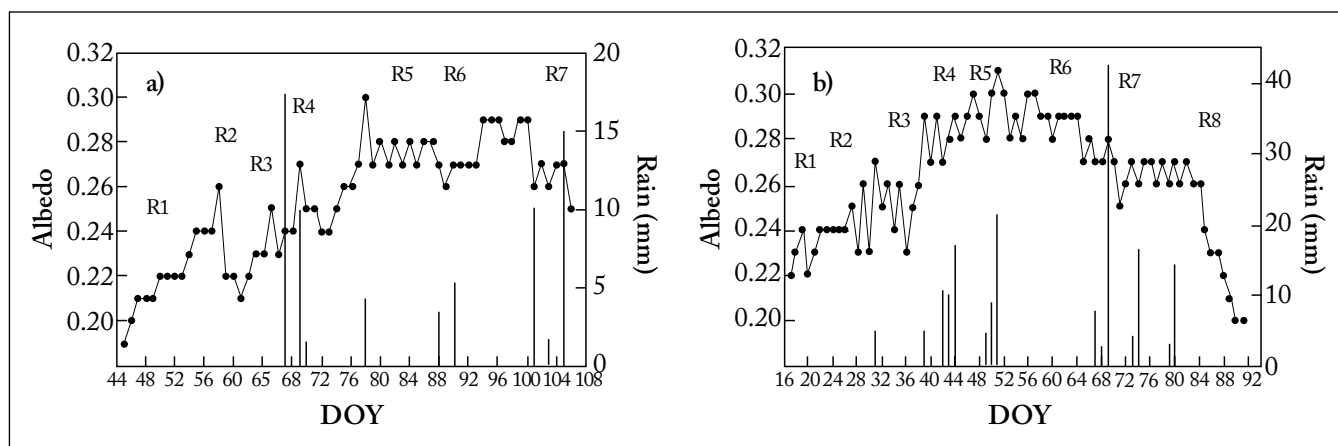 a)
0.32
0.30
0.28
0.26
0.24
0.22
0.20
Albedo
R1
R2
R3
R4
R5
R6
R7
20
15
10
5
0
Rain (mm)
44 48 52 56 60 64 68 72 76 80 84 88 92 96 100 104 108
DOY
b)
0.32
0.30
0.28
0.26
0.24
0.22
0.20
Albedo
R1
R2
R3
R4
R5
R6
R7
R8
40
30
20
10
0
Rain (mm)
16 20 24 28 32 36 40 44 48 52 56 60 64 68 72 76 80 84 88 92
DOY